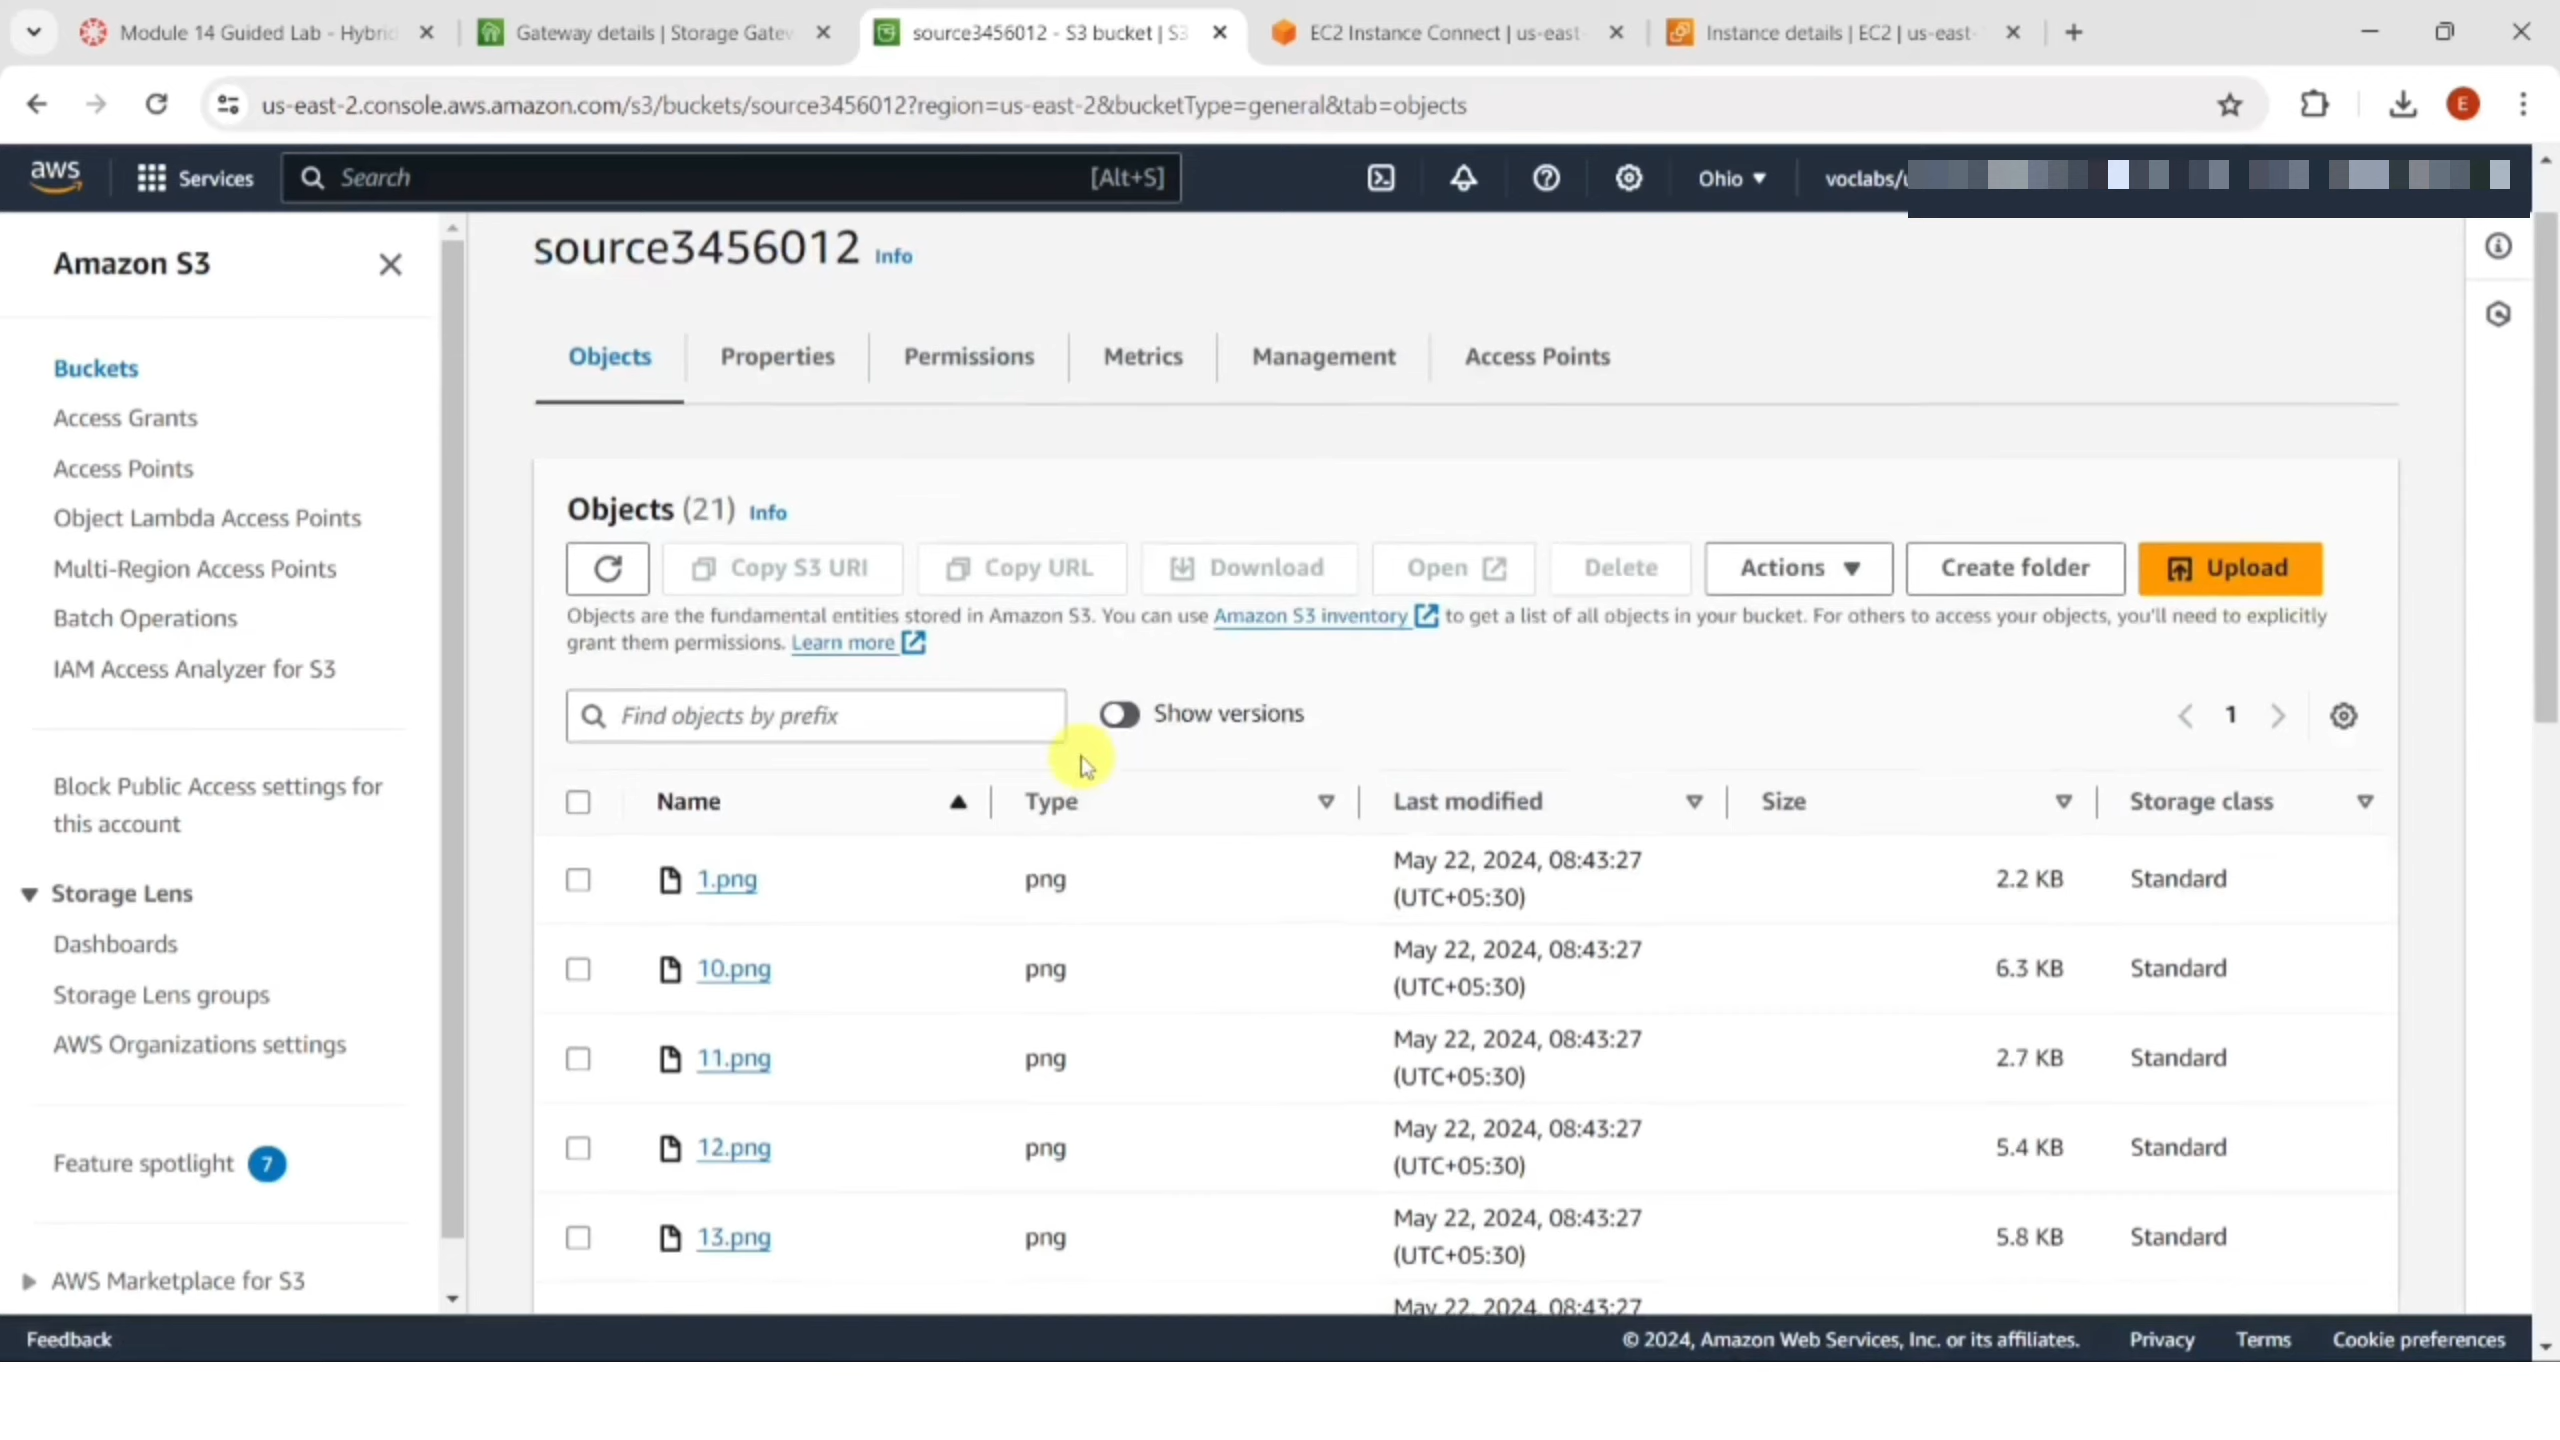 Module 14 Guided Lab - Hybrid
Gateway details | Storage Gatew
source3456012 - S3 bucket | S3
EC2 Instance Connect | us-east-
Instance details | EC2 | us-east-
us-east-2.console.aws.amazon.com/s3/buckets/source3456012?region=us-east-2&bucketType=general&tab=objects
E
aws
Services
Search
[Alt+S]
Ohio
voclabs/
Amazon S3
Buckets
Access Grants
Access Points
Object Lambda Access Points
Multi-Region Access Points
Batch Operations
IAM Access Analyzer for S3
Block Public Access settings for
this account
Storage Lens
Dashboards
Storage Lens groups
AWS Organizations settings
Feature spotlight 7
AWS Marketplace for S3
source3456012 Info
Objects
Properties
Permissions
Metrics
Management
Access Points
Objects (21) Info
Copy S3 URI
Copy URL
Download
Open
Delete
Actions
Create folder
Upload
Objects are the fundamental entities stored in Amazon S3. You can use Amazon S3 inventory to get a list of all objects in your bucket. For others to access your objects, you'll need to explicitly
grant them permissions. Learn more
Find objects by prefix
Show versions
1
Name Type Last modified Size Storage class
1.png png May 22, 2024, 08:43:27 (UTC+05:30) 2.2 KB Standard
10.png png May 22, 2024, 08:43:27 (UTC+05:30) 6.3 KB Standard
11.png png May 22, 2024, 08:43:27 (UTC+05:30) 2.7 KB Standard
12.png png May 22, 2024, 08:43:27 (UTC+05:30) 5.4 KB Standard
13.png png May 22, 2024, 08:43:27 (UTC+05:30) 5.8 KB Standard
May 22, 2024, 08:43:27
Feedback
© 2024, Amazon Web Services, Inc. or its affiliates.
Privacy
Terms
Cookie preferences